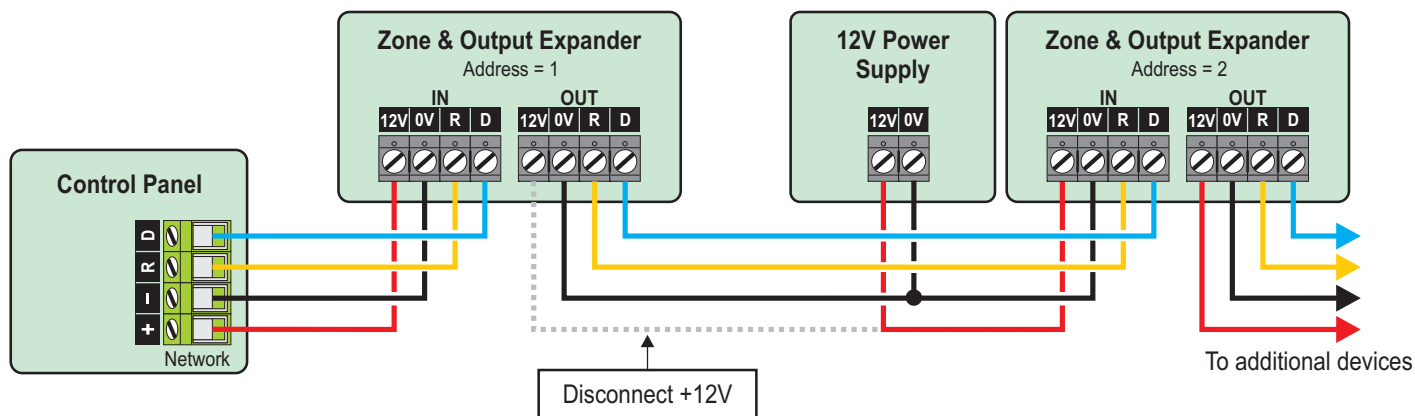 Zone & Output Expander
Address = 1
IN OUT
12V 0V R D 12V 0V R D
12V Power
Supply
12V 0V
Zone & Output Expander
Address = 2
IN OUT
12V 0V R D 12V 0V R D
Control Panel
D
R
–
+
Network
Disconnect +12V
To additional devices